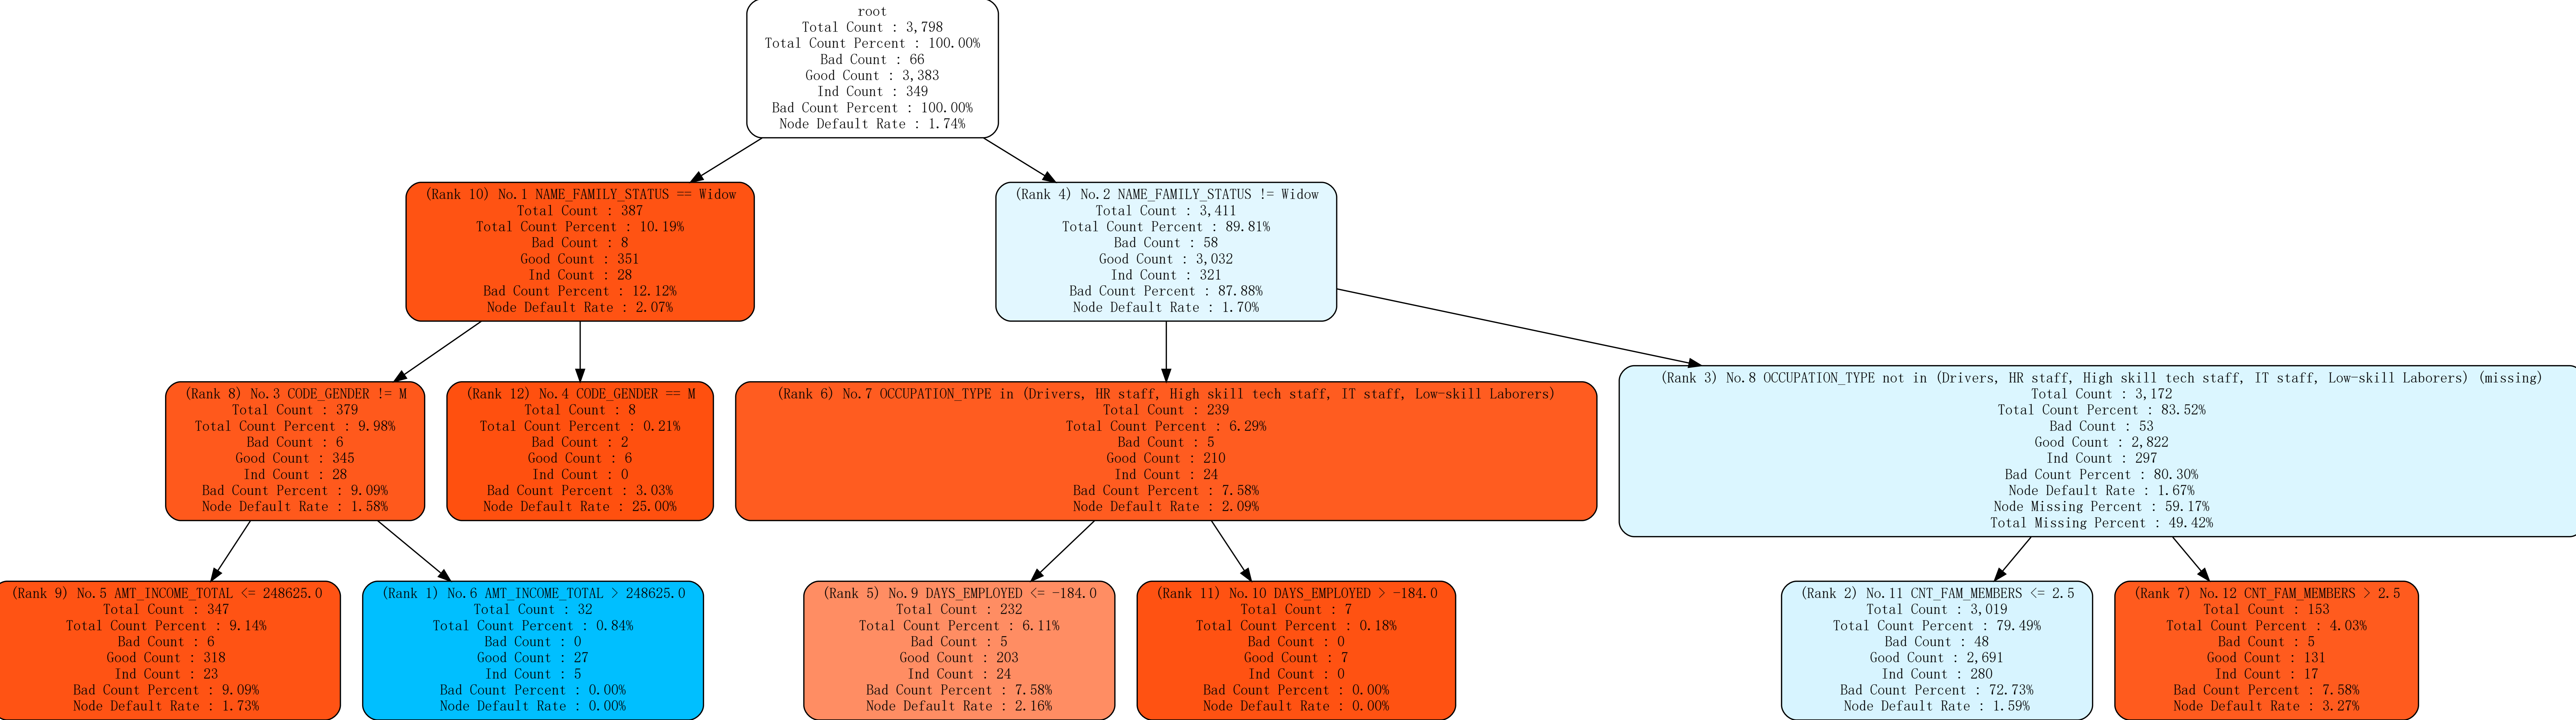 root
Total Count : 3,798
Total Count Percent : 100.00%
Bad Count : 66
Good Count : 3,383
Ind Count : 349
Bad Count Percent : 100.00%
Node Default Rate : 1.74%
(Rank 10) No.1 NAME_FAMILY_STATUS == Widow
Total Count : 387
Total Count Percent : 10.19%
Bad Count : 8
Good Count : 351
Ind Count : 28
Bad Count Percent : 12.12%
Node Default Rate : 2.07%
(Rank 4) No.2 NAME_FAMILY_STATUS != Widow
Total Count : 3,411
Total Count Percent : 89.81%
Bad Count : 58
Good Count : 3,032
Ind Count : 321
Bad Count Percent : 87.88%
Node Default Rate : 1.70%
(Rank 8) No.3 CODE_GENDER != M
Total Count : 379
Total Count Percent : 9.98%
Bad Count : 6
Good Count : 345
Ind Count : 28
Bad Count Percent : 9.09%
Node Default Rate : 1.58%
(Rank 12) No.4 CODE_GENDER == M
Total Count : 8
Total Count Percent : 0.21%
Bad Count : 2
Good Count : 6
Ind Count : 0
Bad Count Percent : 3.03%
Node Default Rate : 25.00%
(Rank 6) No.7 OCCUPATION_TYPE in (Drivers, HR staff, High skill tech staff, IT staff, Low-skill Laborers)
Total Count : 239
Total Count Percent : 6.29%
Bad Count : 5
Good Count : 210
Ind Count : 24
Bad Count Percent : 7.58%
Node Default Rate : 2.09%
(Rank 3) No.8 OCCUPATION_TYPE not in (Drivers, HR staff, High skill tech staff, IT staff, Low-skill Laborers) (missing)
Total Count : 3,172
Total Count Percent : 83.52%
Bad Count : 53
Good Count : 2,822
Ind Count : 297
Bad Count Percent : 80.30%
Node Default Rate : 1.67%
Node Missing Percent : 59.17%
Total Missing Percent : 49.42%
(Rank 9) No.5 AMT_INCOME_TOTAL <= 248625.0
Total Count : 347
Total Count Percent : 9.14%
Bad Count : 6
Good Count : 318
Ind Count : 23
Bad Count Percent : 9.09%
Node Default Rate : 1.73%
(Rank 1) No.6 AMT_INCOME_TOTAL > 248625.0
Total Count : 32
Total Count Percent : 0.84%
Bad Count : 0
Good Count : 27
Ind Count : 5
Bad Count Percent : 0.00%
Node Default Rate : 0.00%
(Rank 5) No.9 DAYS_EMPLOYED <= -184.0
Total Count : 232
Total Count Percent : 6.11%
Bad Count : 5
Good Count : 203
Ind Count : 24
Bad Count Percent : 7.58%
Node Default Rate : 2.16%
(Rank 11) No.10 DAYS_EMPLOYED > -184.0
Total Count : 7
Total Count Percent : 0.18%
Bad Count : 0
Good Count : 7
Ind Count : 0
Bad Count Percent : 0.00%
Node Default Rate : 0.00%
(Rank 2) No.11 CNT_FAM_MEMBERS <= 2.5
Total Count : 3,019
Total Count Percent : 79.49%
Bad Count : 48
Good Count : 2,691
Ind Count : 280
Bad Count Percent : 72.73%
Node Default Rate : 1.59%
(Rank 7) No.12 CNT_FAM_MEMBERS > 2.5
Total Count : 153
Total Count Percent : 4.03%
Bad Count : 5
Good Count : 131
Ind Count : 17
Bad Count Percent : 7.58%
Node Default Rate : 3.27%